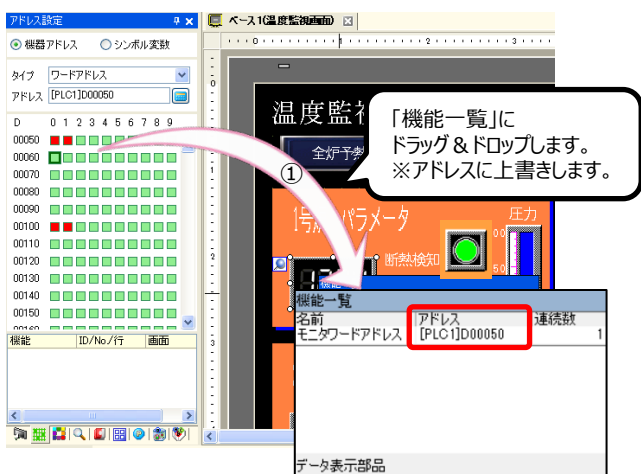 アドレス設定
機器アドレス シンボル変数
タイプ ワードアドレス
アドレス [PLC1]D00050
D 0 1 2 3 4 5 6 7 8 9
00050
00060
00070
00080
00090
00100
00110
00120
00130
00140
00150
00160
機能 ID/No./行 画面
ベース1(温度監視画面)
0 2 3
0
1
2
3
温度監視
全炉予熱
1号炉 パラメータ
圧力
断熱検知
①
「機能一覧」に
ドラッグ&ドロップします。
※アドレスに上書きします。
機能一覧
名前 アドレス 連続数
モニタワードアドレス [PLC1]D00050 1
データ表示部品